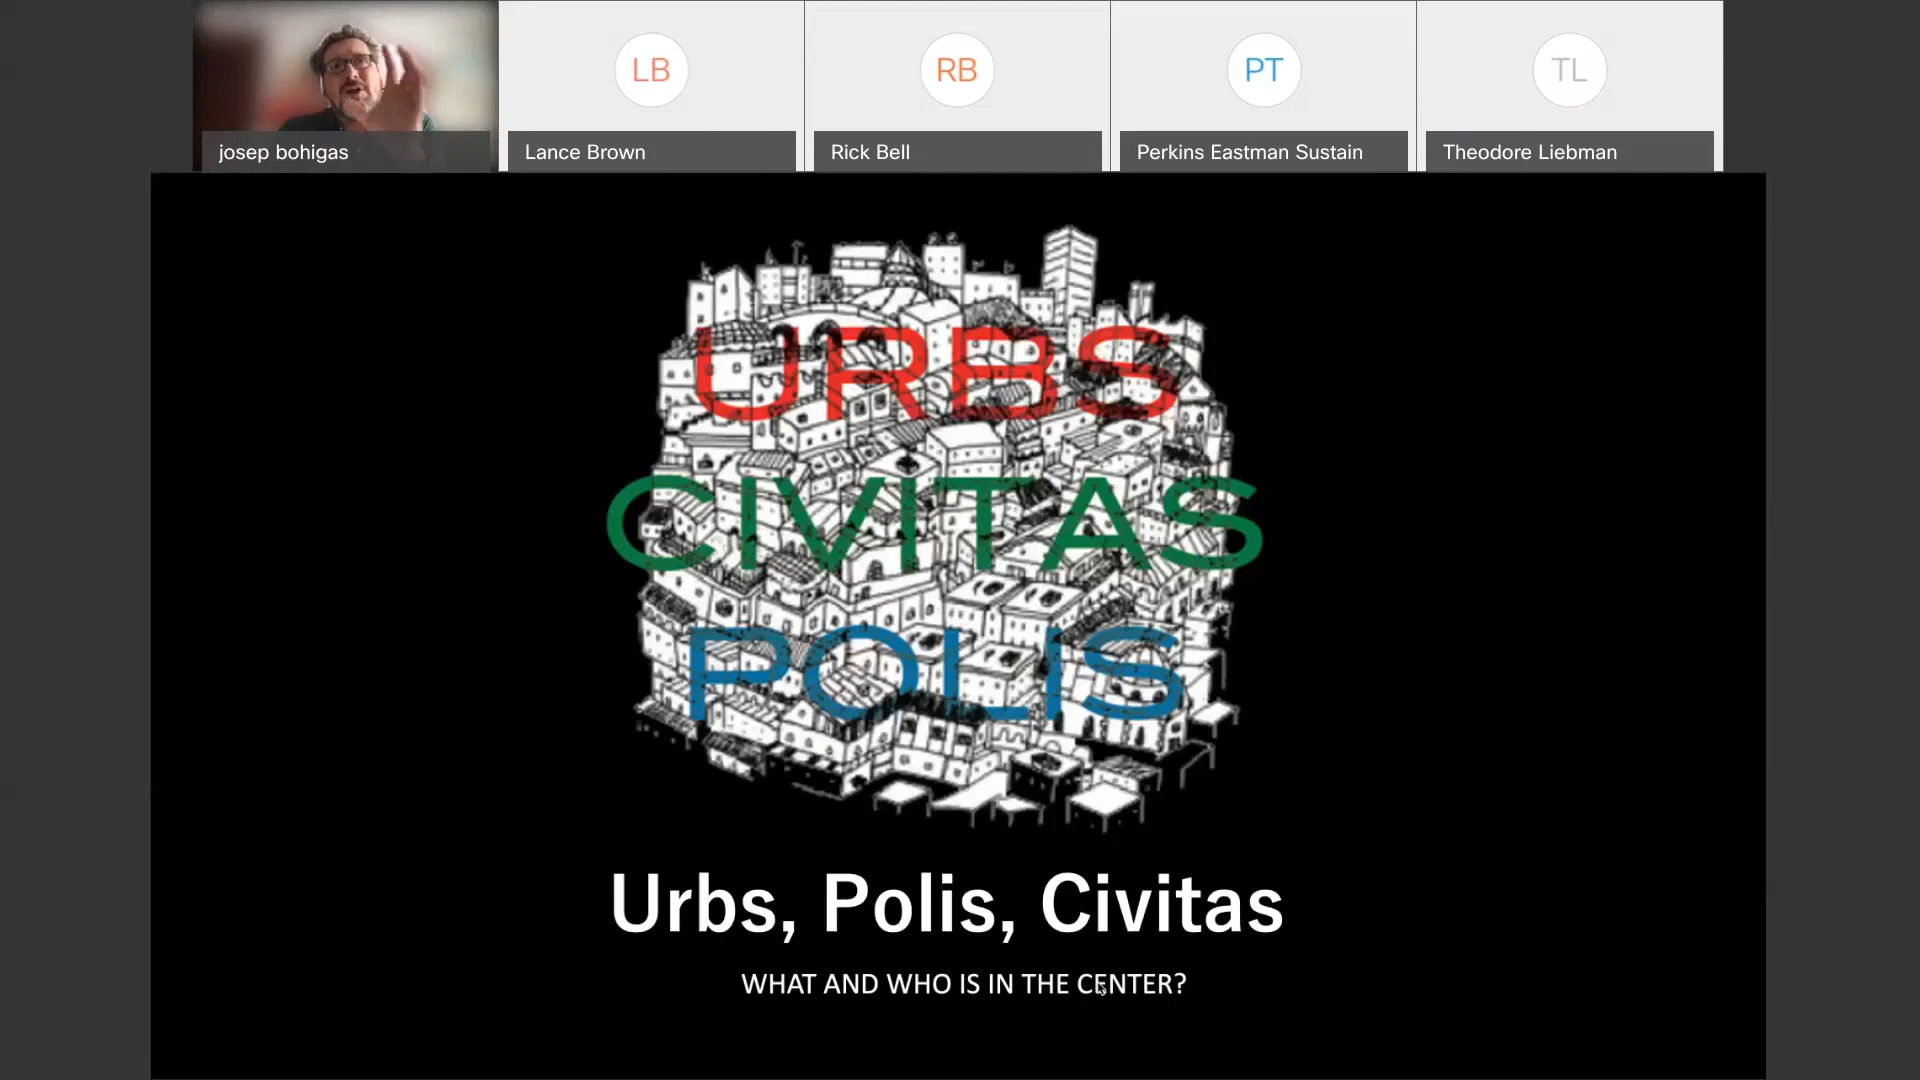 LB
RB
PT
TL
josep bohigas
Lance Brown
Rick Bell
Perkins Eastman Sustain
Theodore Liebman
URBS
CIVITAS
POLIS
Urbs, Polis, Civitas
WHAT AND WHO IS IN THE CENTER?